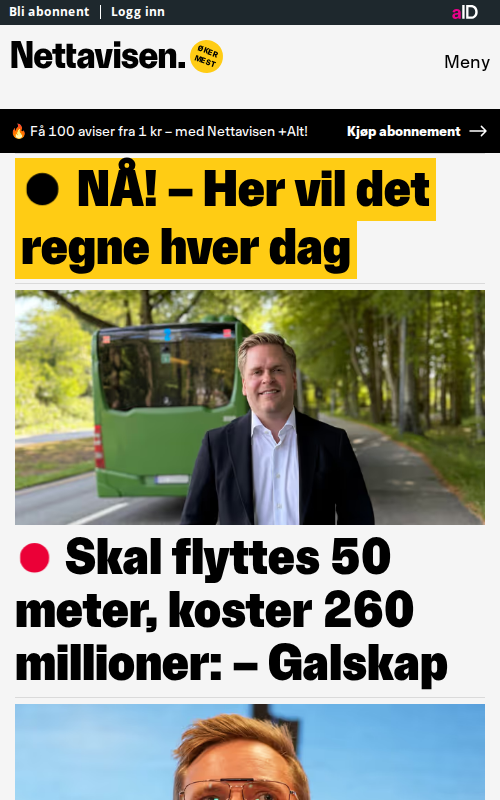 Bli abonnent | Logg inn
aID
Nettavisen.
ØKER
MEST
Meny
Få 100 aviser fra 1 kr – med Nettavisen +Alt!
Kjøp abonnement
NÅ! – Her vil det
regne hver dag
Skal flyttes 50
meter, koster 260
millioner: – Galskap